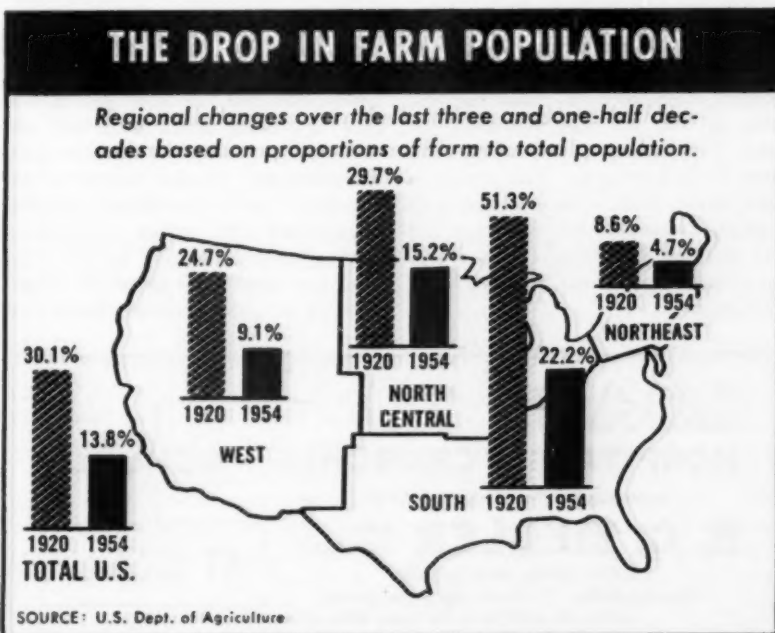 THE DROP IN FARM POPULATION
Regional changes over the last three and one-half dec-
ades based on proportions of farm to total population.
30.1%
13.8%
1920 1954
TOTAL U.S.
24.7%
9.1%
1920 1954
WEST
29.7%
15.2%
1920 1954
NORTH
CENTRAL
51.3%
22.2%
SOUTH 1920 1954
8.6%
4.7%
1920 1954
NORTHEAST
SOURCE: U.S. Dept. of Agriculture